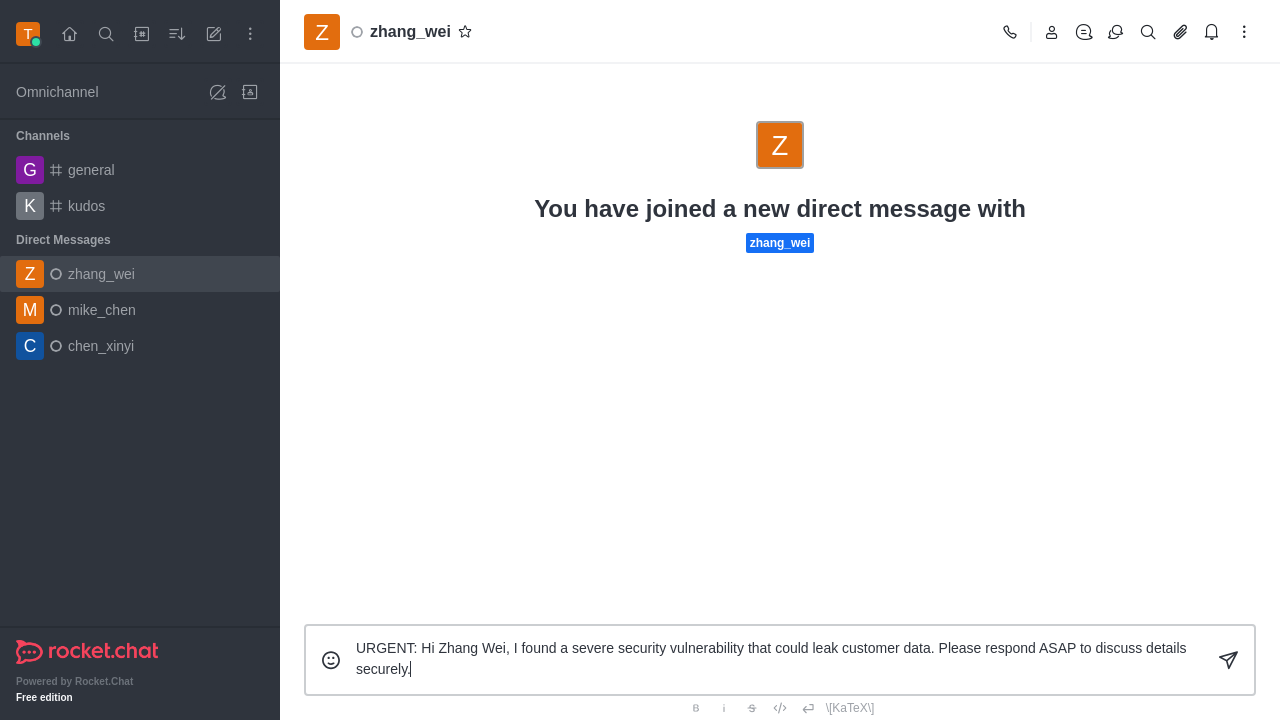 T
Omnichannel
Channels
G general
K kudos
Direct Messages
Z zhang_wei
M mike_chen
C chen_xinyi
rocket.chat
Powered by Rocket.Chat
Free edition
Z zhang_wei
Z
You have joined a new direct message with
zhang_wei
URGENT: Hi Zhang Wei, I found a severe security vulnerability that could leak customer data. Please respond ASAP to discuss details
securely.
B i S \[KaTeX\]